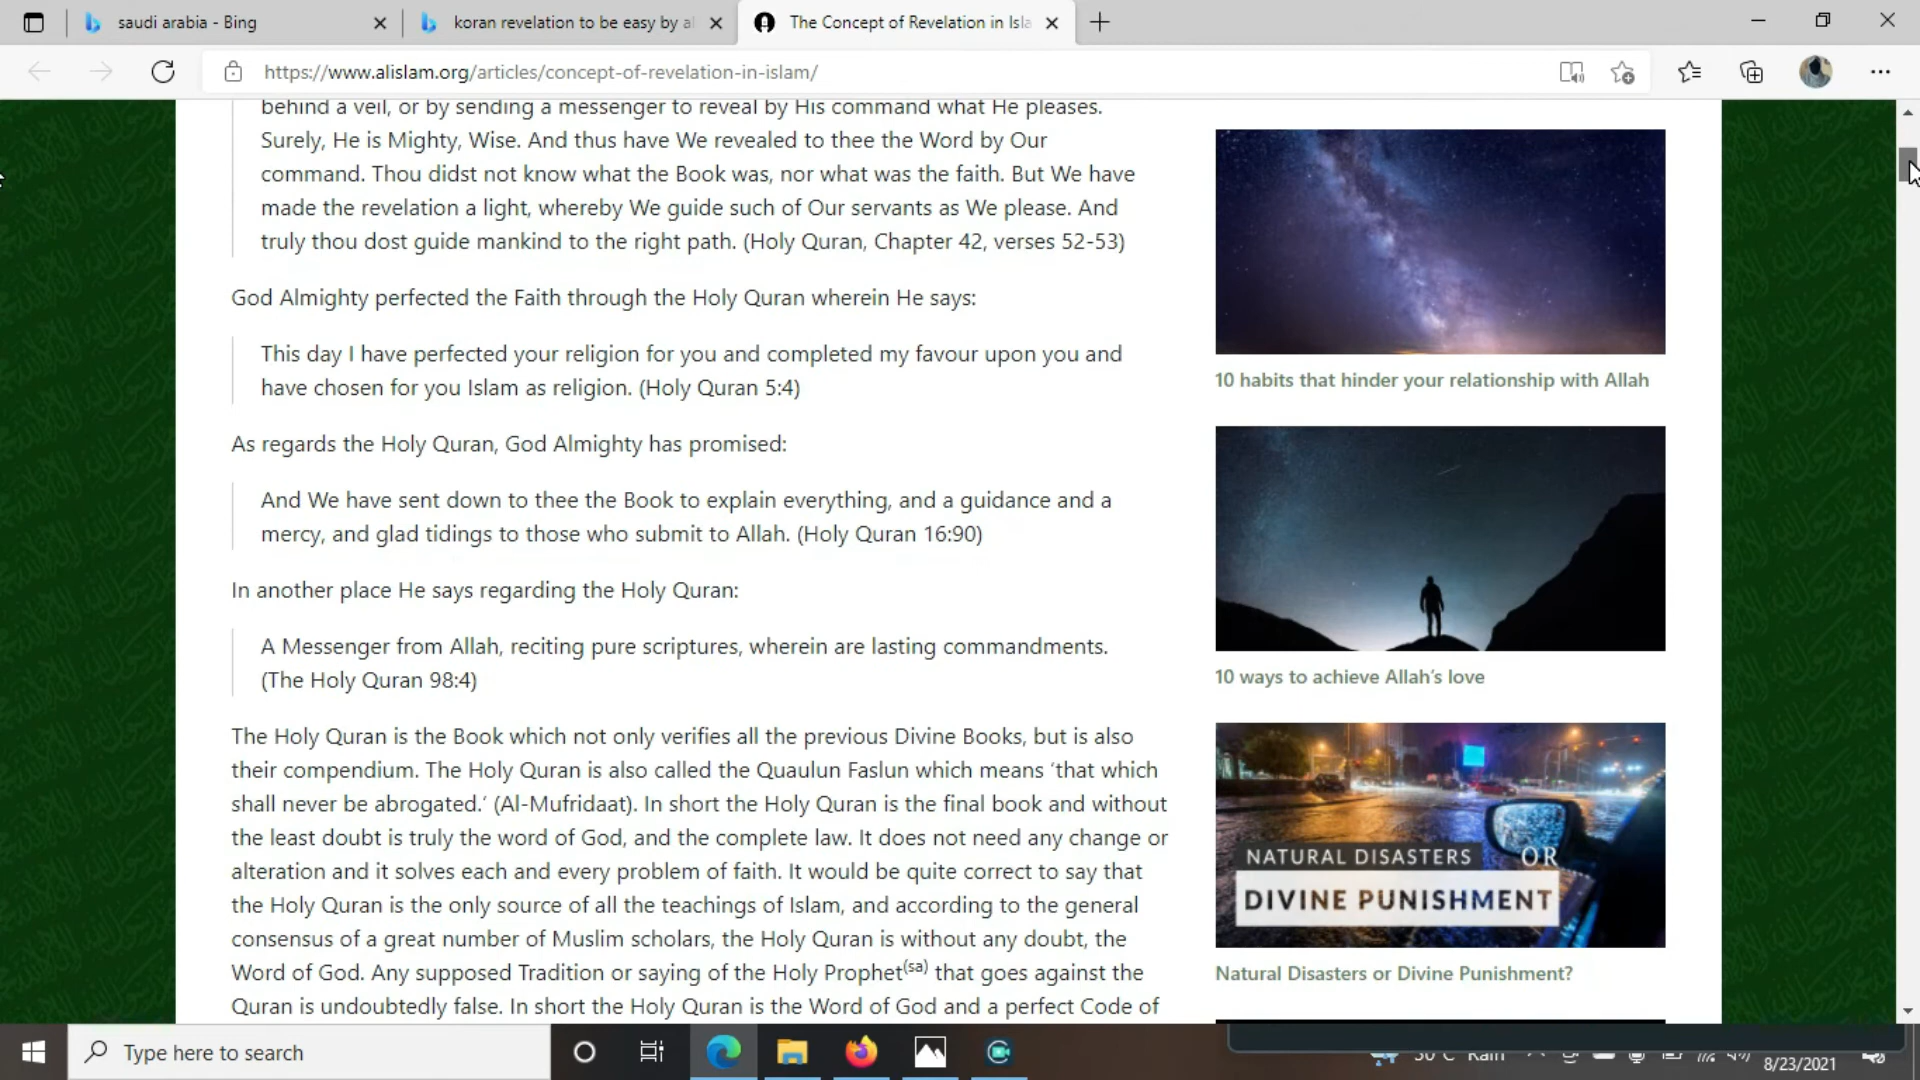 saudi arabia - Bing
koran revelation to be easy by al
The Concept of Revelation in Isla
https://www.alislam.org/articles/concept-of-revelation-in-islam/
behind a veil, or by sending a messenger to reveal by His command what He pleases.
Surely, He is Mighty, Wise. And thus have We revealed to thee the Word by Our
command. Thou didst not know what the Book was, nor what was the faith. But We have
made the revelation a light, whereby We guide such of Our servants as We please. And
truly thou dost guide mankind to the right path. (Holy Quran, Chapter 42, verses 52-53)
God Almighty perfected the Faith through the Holy Quran wherein He says:
This day I have perfected your religion for you and completed my favour upon you and
have chosen for you Islam as religion. (Holy Quran 5:4)
As regards the Holy Quran, God Almighty has promised:
And We have sent down to thee the Book to explain everything, and a guidance and a
mercy, and glad tidings to those who submit to Allah. (Holy Quran 16:90)
In another place He says regarding the Holy Quran:
A Messenger from Allah, reciting pure scriptures, wherein are lasting commandments.
(The Holy Quran 98:4)
The Holy Quran is the Book which not only verifies all the previous Divine Books, but is also
their compendium. The Holy Quran is also called the Quaulun Faslun which means ‘that which
shall never be abrogated.’ (Al-Mufridaat). In short the Holy Quran is the final book and without
the least doubt is truly the word of God, and the complete law. It does not need any change or
alteration and it solves each and every problem of faith. It would be quite correct to say that
the Holy Quran is the only source of all the teachings of Islam, and according to the general
consensus of a great number of Muslim scholars, the Holy Quran is without any doubt, the
Word of God. Any supposed Tradition or saying of the Holy Prophet(sa) that goes against the
Quran is undoubtedly false. In short the Holy Quran is the Word of God and a perfect Code of
10 habits that hinder your relationship with Allah
10 ways to achieve Allah’s love
NATURAL DISASTERS OR
DIVINE PUNISHMENT
Natural Disasters or Divine Punishment?
Type here to search
30°C Rain
8/23/2021